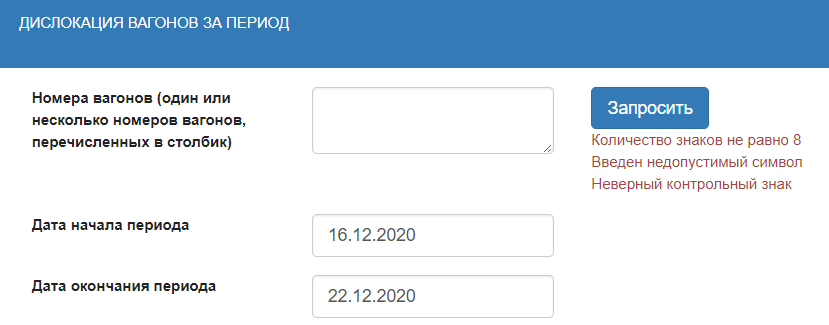 ДИСЛОКАЦИЯ ВАГОНОВ ЗА ПЕРИОД
Номера вагонов (один или
несколько номеров вагонов,
перечисленных в столбик)
Запросить
Количество знаков не равно 8
Введен недопустимый символ
Неверный контрольный знак
Дата начала периода
16.12.2020
Дата окончания периода
22.12.2020